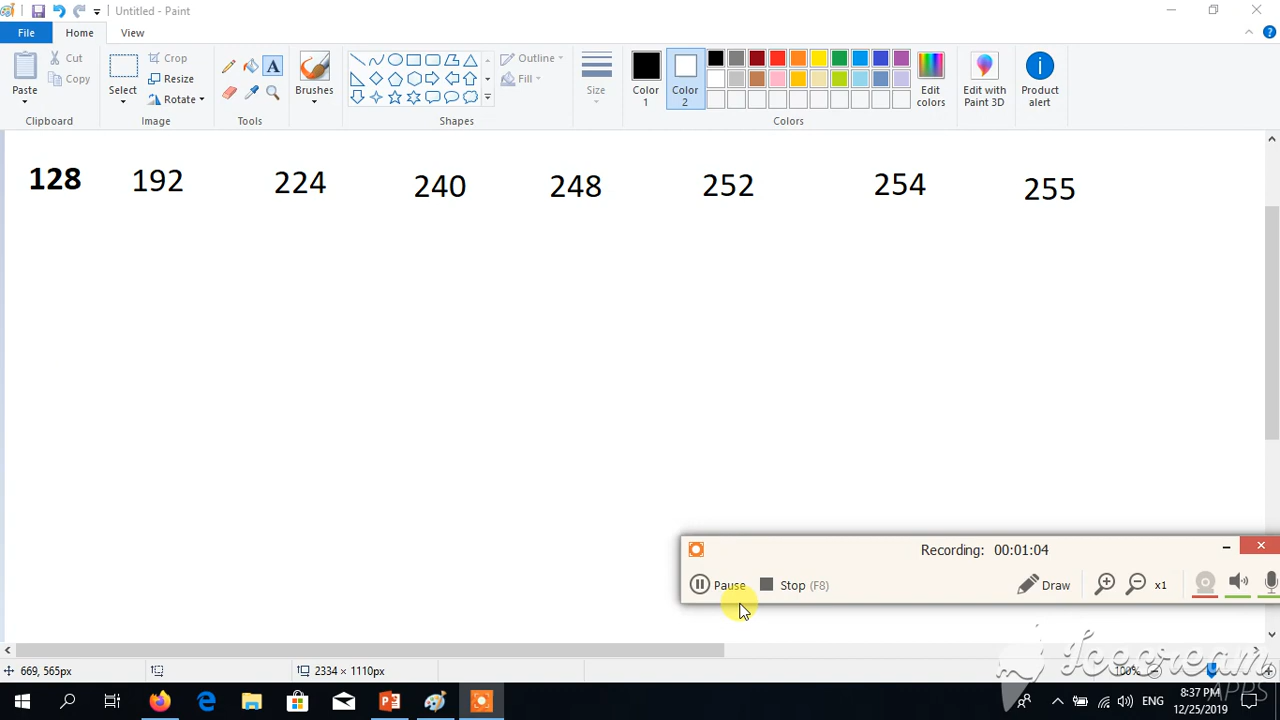 Untitled - Paint
File Home View
Paste
Cut
Copy
Clipboard
Select
Crop
Resize
Rotate
Image
A
Tools
Brushes
Outline
Fill
Shapes
Size
Color 1
Color 2
Colors
Edit colors
Edit with Paint 3D
Product alert
128 192 224 240 248 252 254 255
Recording: 00:01:04
Pause Stop (F8) Draw x1
669, 565px 2334 × 1110px 100%
Icecream
APPS
ENG
8:37 PM
12/25/2019